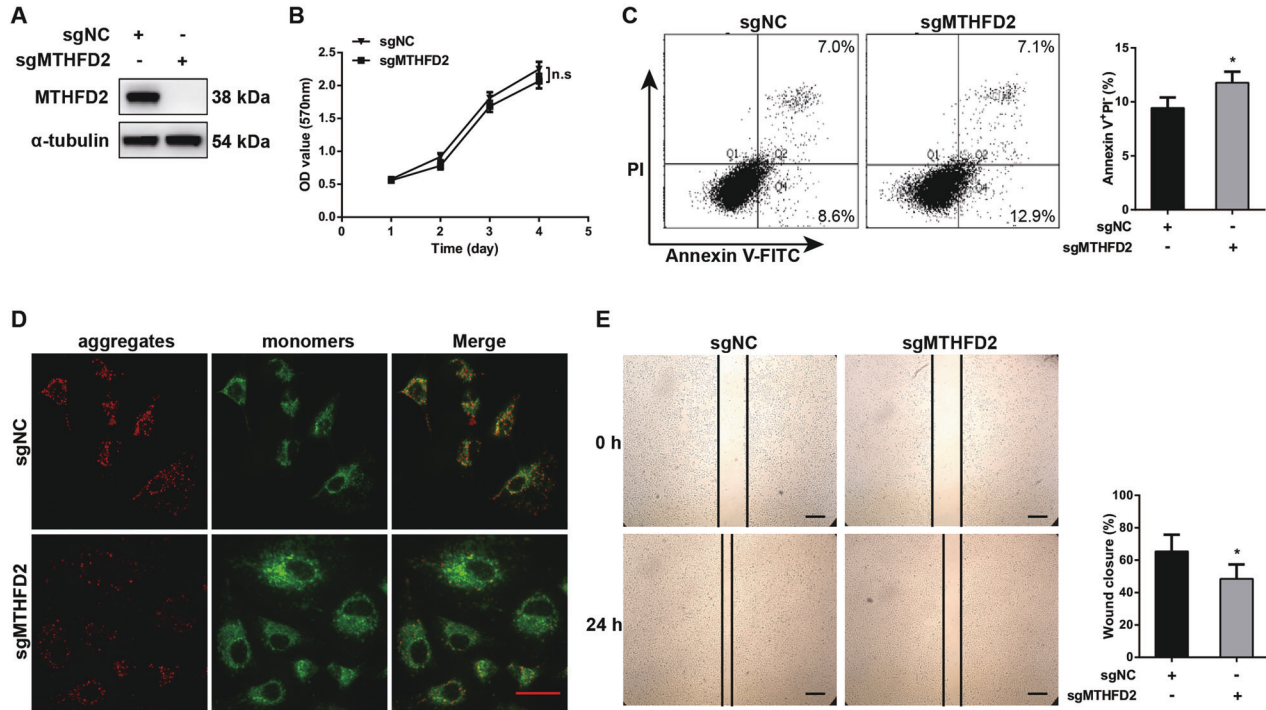 A
sgNC + -
sgMTHFD2 - +
MTHFD2 38 kDa
α-tubulin 54 kDa
B
OD value (570nm)
2.5
2.0
1.5
1.0
0.5
0.0
0 1 2 3 4 5
Time (day)
sgNC
sgMTHFD2
n.s
C
sgNC sgMTHFD2
7.0% 7.1%
Q1 Q2 Q1 Q2
Q4 Q4
8.6% 12.9%
PI
Annexin V-FITC
Annexin V⁺PI⁻ (%)
15
10
5
0
*
sgNC + -
sgMTHFD2 - +
D
aggregates monomers Merge
sgNC
sgMTHFD2
E
sgNC sgMTHFD2
0 h
24 h
Wound closure (%)
100
80
60
40
20
0
*
sgNC + -
sgMTHFD2 - +